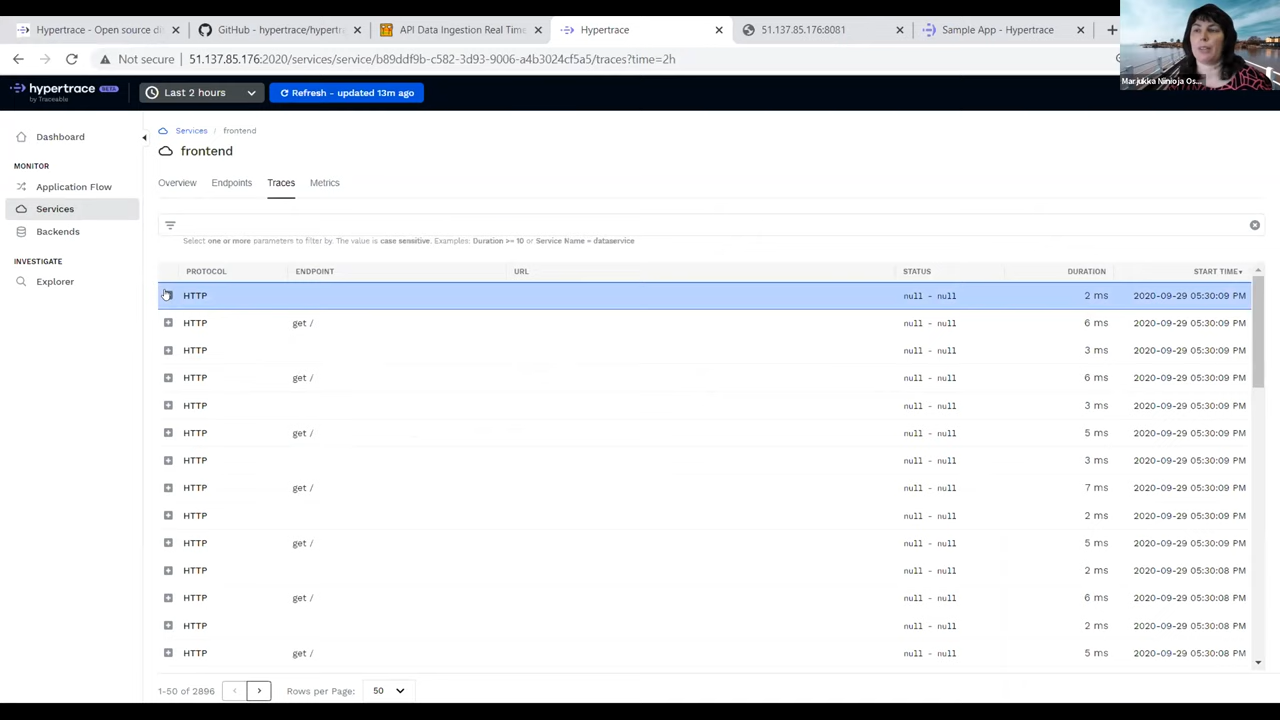 Hypertrace - Open source di
GitHub - hypertrace/hypertr
API Data Ingestion Real Time
Hypertrace
51.137.85.176:8081
Sample App - Hypertrace
Not secure
51.137.85.176:2020/services/service/b89ddf9b-c582-3d93-9006-a4b3024cf5a5/traces?time=2h
Marjukka Niinioja Os...
hypertrace BETA
by Traceable
Last 2 hours
Refresh - updated 13m ago
Dashboard
MONITOR
Application Flow
Services
Backends
INVESTIGATE
Explorer
Services / frontend
frontend
Overview Endpoints Traces Metrics
Select one or more parameters to filter by. The value is case sensitive. Examples: Duration >= 10 or Service Name = dataservice
PROTOCOL ENDPOINT URL STATUS DURATION START TIME
HTTP null - null 2 ms 2020-09-29 05:30:09 PM
HTTP get / null - null 6 ms 2020-09-29 05:30:09 PM
HTTP null - null 3 ms 2020-09-29 05:30:09 PM
HTTP get / null - null 6 ms 2020-09-29 05:30:09 PM
HTTP null - null 3 ms 2020-09-29 05:30:09 PM
HTTP get / null - null 5 ms 2020-09-29 05:30:09 PM
HTTP null - null 3 ms 2020-09-29 05:30:09 PM
HTTP get / null - null 7 ms 2020-09-29 05:30:09 PM
HTTP null - null 2 ms 2020-09-29 05:30:09 PM
HTTP get / null - null 5 ms 2020-09-29 05:30:09 PM
HTTP null - null 2 ms 2020-09-29 05:30:08 PM
HTTP get / null - null 6 ms 2020-09-29 05:30:08 PM
HTTP null - null 2 ms 2020-09-29 05:30:08 PM
HTTP get / null - null 5 ms 2020-09-29 05:30:08 PM
1-50 of 2896
Rows per Page: 50